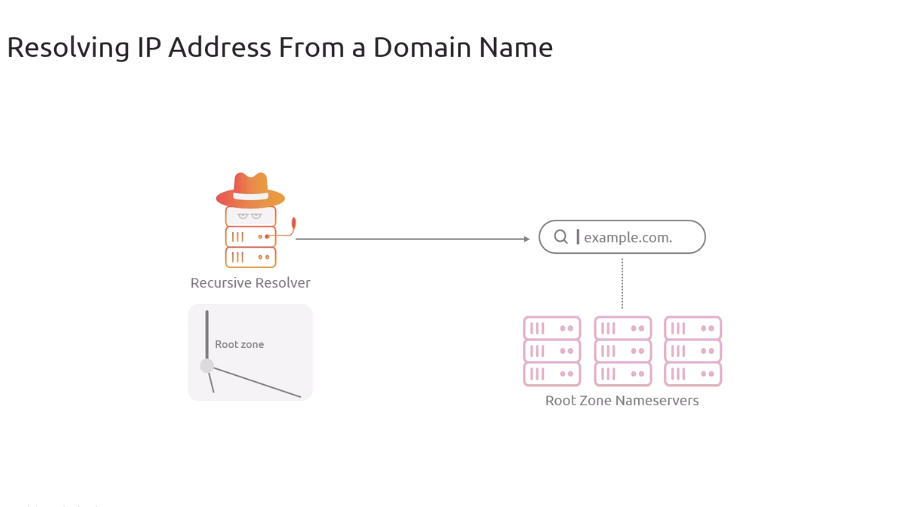 Resolving IP Address From a Domain Name
example.com.
Recursive Resolver
Root zone
Root Zone Nameservers